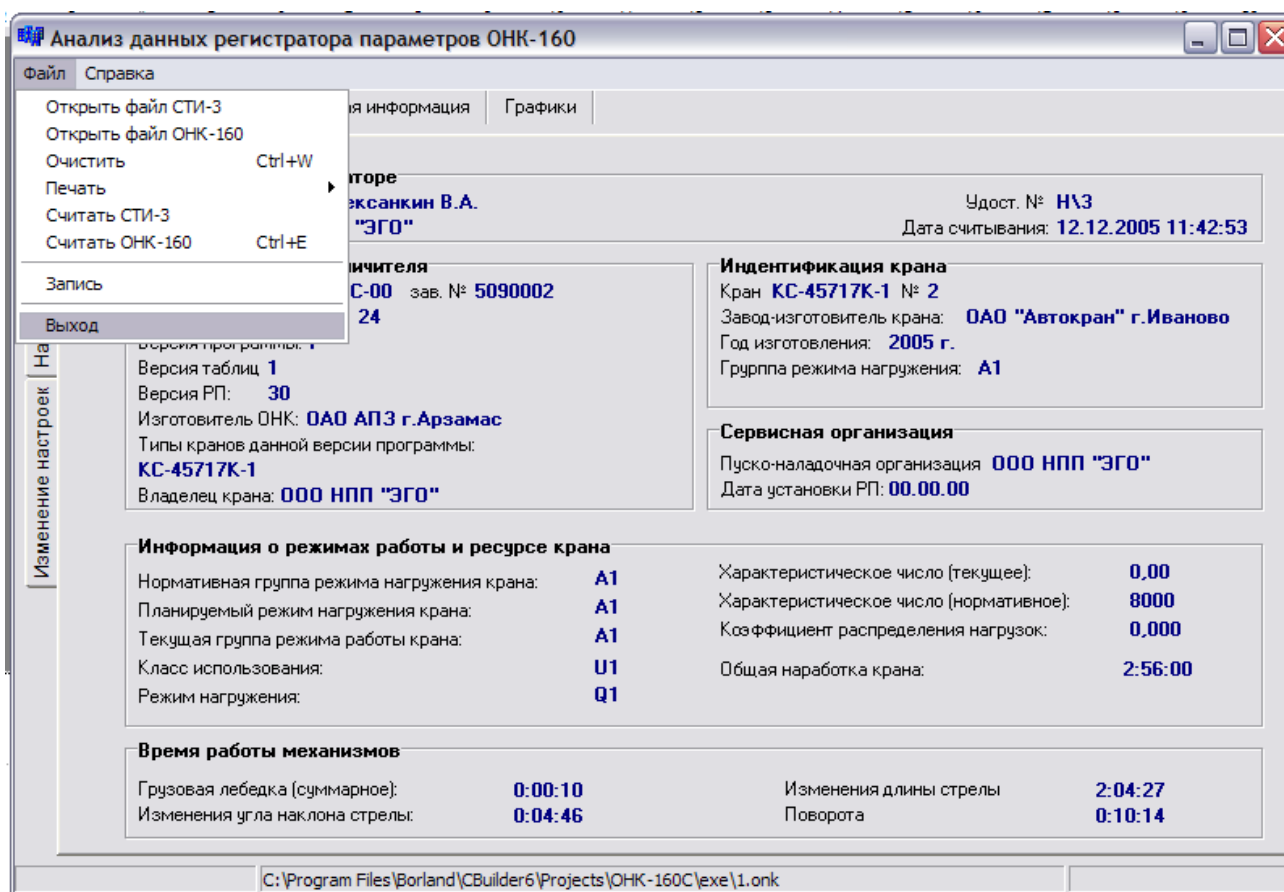 Анализ данных регистратора параметров ОНК-160
Файл Справка
я информация Графики
Открыть файл СТИ-3
Открыть файл ОНК-160
Очистить Ctrl+W
Печать
Считать СТИ-3
Считать ОНК-160 Ctrl+E
Запись
Выход
торе
ександкин В.А. Удост. № Н\З
"ЭГО" Дата считывания: 12.12.2005 11:42:53
ичителя
С-00 зав. № 5090002
24
Версия программы: 1
Версия таблиц 1
Версия РП: 30
Изготовитель ОНК: ОАО АПЗ г.Арзамас
Типы кранов данной версии программы:
КС-45717К-1
Владелец крана: ООО НПП "ЭГО"
Индентификация крана
Кран КС-45717К-1 № 2
Завод-изготовитель крана: ОАО "Автокран" г.Иваново
Год изготовления: 2005 г.
Грурппа режима нагружения: А1
Сервисная организация
Пуско-наладочная организация ООО НПП "ЭГО"
Дата установки РП: 00.00.00
На
Изменение настроек
Информация о режимах работы и ресурсе крана
Нормативная группа режима нагружения крана: А1
Планируемый режим нагружения крана: А1
Текущая группа режима работы крана: А1
Класс использования: U1
Режим нагружения: Q1
Характеристическое число (текущее): 0,00
Характеристическое число (нормативное): 8000
Коэффициент распределения нагрузок: 0,000
Общая наработка крана: 2:56:00
Время работы механизмов
Грузовая лебедка (суммарное): 0:00:10 Изменения длины стрелы 2:04:27
Изменения угла наклона стрелы: 0:04:46 Поворота 0:10:14
C:\Program Files\Borland\CBuilder6\Projects\ОНК-160С\exe\1.onk